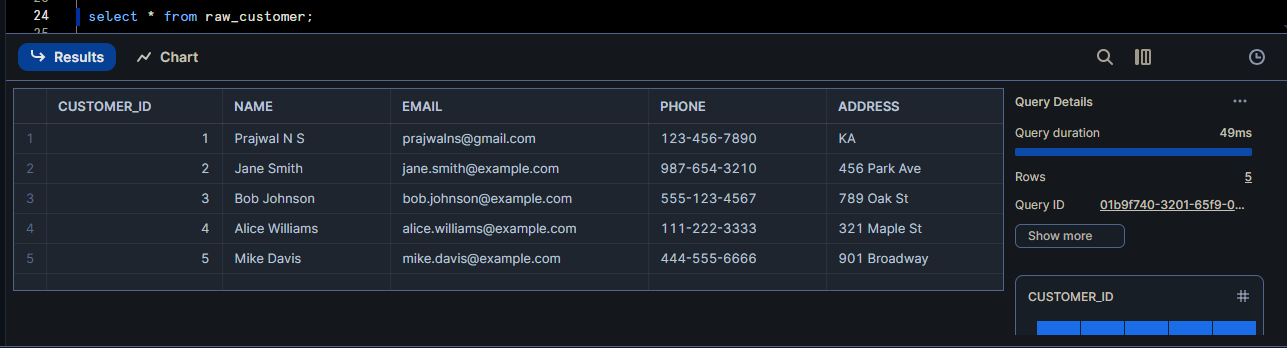 24 select * from raw_customer;
25
Results Chart
CUSTOMER_ID NAME EMAIL PHONE ADDRESS
1 1 Prajwal N S prajwalns@gmail.com 123-456-7890 KA
2 2 Jane Smith jane.smith@example.com 987-654-3210 456 Park Ave
3 3 Bob Johnson bob.johnson@example.com 555-123-4567 789 Oak St
4 4 Alice Williams alice.williams@example.com 111-222-3333 321 Maple St
5 5 Mike Davis mike.davis@example.com 444-555-6666 901 Broadway
Query Details ...
Query duration 49ms
Rows 5
Query ID 01b9f740-3201-65f9-0...
Show more
CUSTOMER_ID #